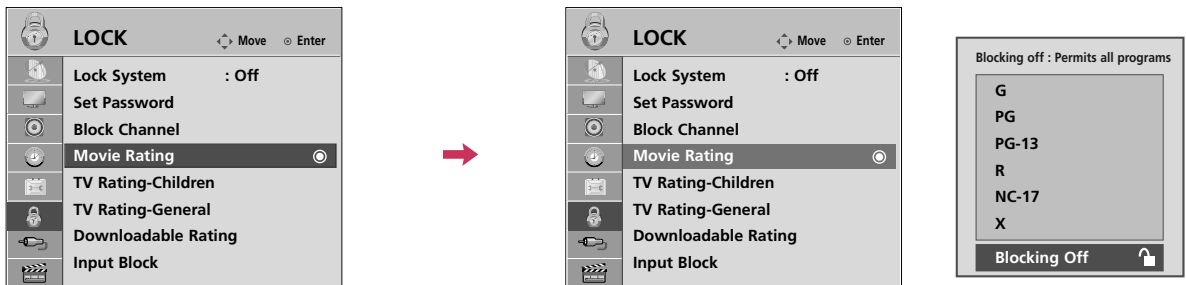 LOCK Move Enter
Lock System : Off
Set Password
Block Channel
Movie Rating
TV Rating-Children
TV Rating-General
Downloadable Rating
Input Block
LOCK Move Enter
Lock System : Off
Set Password
Block Channel
Movie Rating
TV Rating-Children
TV Rating-General
Downloadable Rating
Input Block
Blocking off : Permits all programs
G
PG
PG-13
R
NC-17
X
Blocking Off